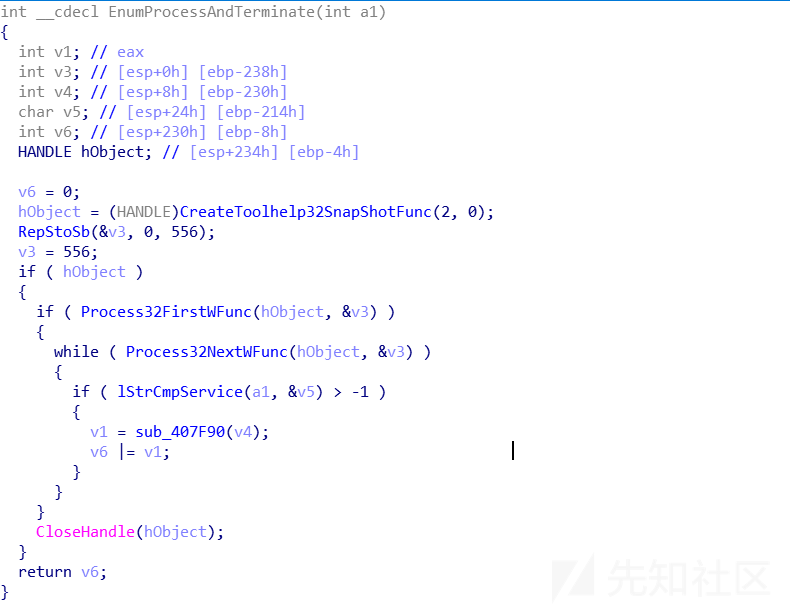 int __cdecl EnumProcessAndTerminate(int a1)
{
  int v1; // eax
  int v3; // [esp+0h] [ebp-238h]
  int v4; // [esp+8h] [ebp-230h]
  char v5; // [esp+24h] [ebp-214h]
  int v6; // [esp+230h] [ebp-8h]
  HANDLE hObject; // [esp+234h] [ebp-4h]

  v6 = 0;
  hObject = (HANDLE)CreateToolhelp32SnapShotFunc(2, 0);
  RepStoSb(&v3, 0, 556);
  v3 = 556;
  if ( hObject )
  {
    if ( Process32FirstWFunc(hObject, &v3) )
    {
      while ( Process32NextWFunc(hObject, &v3) )
      {
        if ( lStrCmpService(a1, &v5) > -1 )
        {
          v1 = sub_407F90(v4);
          v6 |= v1;
        }
      }
    }
    CloseHandle(hObject);
  }
  return v6;
}
先知社区